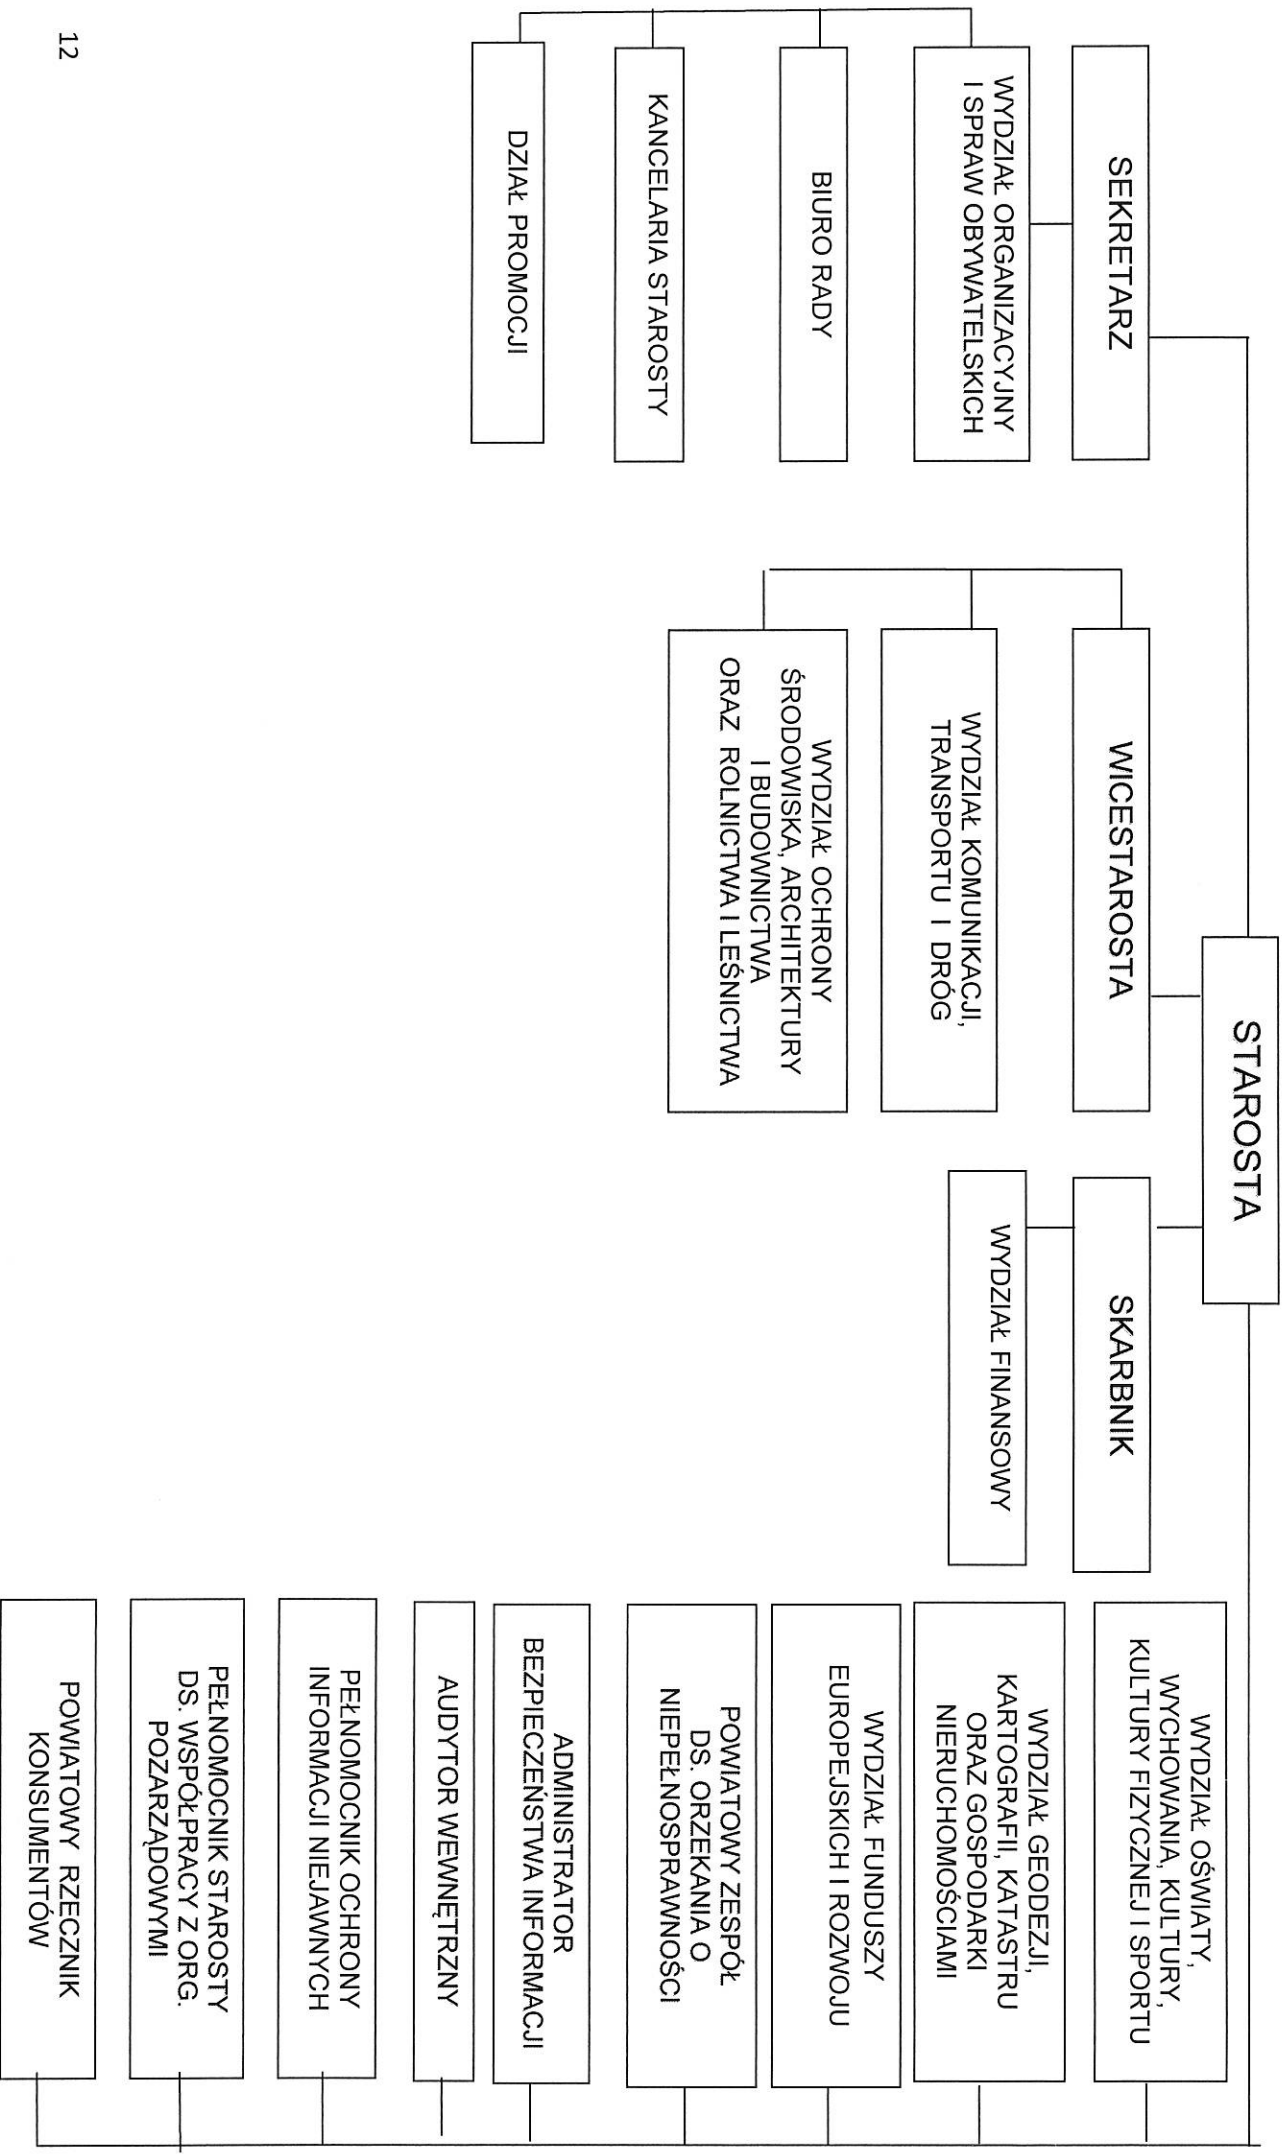 STAROSTA
SEKRETARZ
WYDZIAŁ ORGANIZACYJNY
I SPRAW OBYWATELSKICH
BIURO RADY
KANCELARIA STAROSTY
DZIAŁ PROMOCJI
WICESTAROSTA
WYDZIAŁ KOMUNIKACJI,
TRANSPORTU I DRÓG
WYDZIAŁ OCHRONY
ŚRODOWISKA, ARCHITEKTURY
I BUDOWNICTWA
ORAZ ROLNICTWA I LEŚNICTWA
SKARBNIK
WYDZIAŁ FINANSOWY
WYDZIAŁ OŚWIATY,
WYCHOWANIA, KULTURY,
KULTURY FIZYCZNEJ I SPORTU
WYDZIAŁ GEODEZJI,
KARTOGRAFII, KATASTRU
ORAZ GOSPODARKI
NIERUCHOMOŚCIAMI
WYDZIAŁ FUNDUSZY
EUROPEJSKICH I ROZWOJU
POWIATOWY ZESPÓŁ
DS. ORZEKANIA O
NIEPEŁNOSPRAWNOŚCI
ADMINISTRATOR
BEZPIECZEŃSTWA INFORMACJI
AUDYTOR WEWNĘTRZNY
PEŁNOMOCNIK OCHRONY
INFORMACJI NIEJAWNYCH
PEŁNOMOCNIK STAROSTY
DS. WSPÓŁPRACY Z ORG.
POZARZĄDOWYMI
POWIATOWY RZECZNIK
KONSUMENTÓW
12